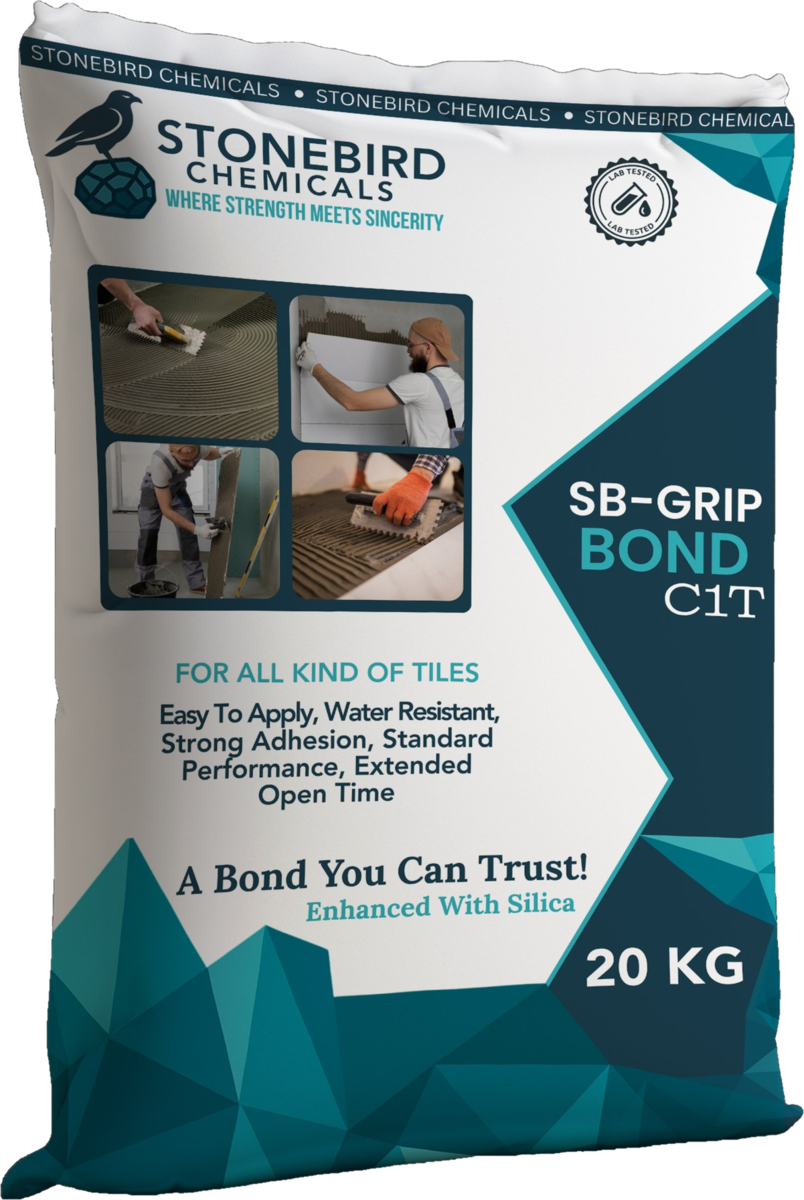 STONEBIRD CHEMICALS • STONEBIRD CHEMICALS • STONEBIRD CHEMICAL
STONEBIRD
CHEMICALS
WHERE STRENGTH MEETS SINCERITY
LAB TESTED
LAB TESTED
SB-GRIP
BOND
C1T
FOR ALL KIND OF TILES
Easy To Apply, Water Resistant,
Strong Adhesion, Standard
Performance, Extended
Open Time
A Bond You Can Trust!
Enhanced With Silica
20 KG